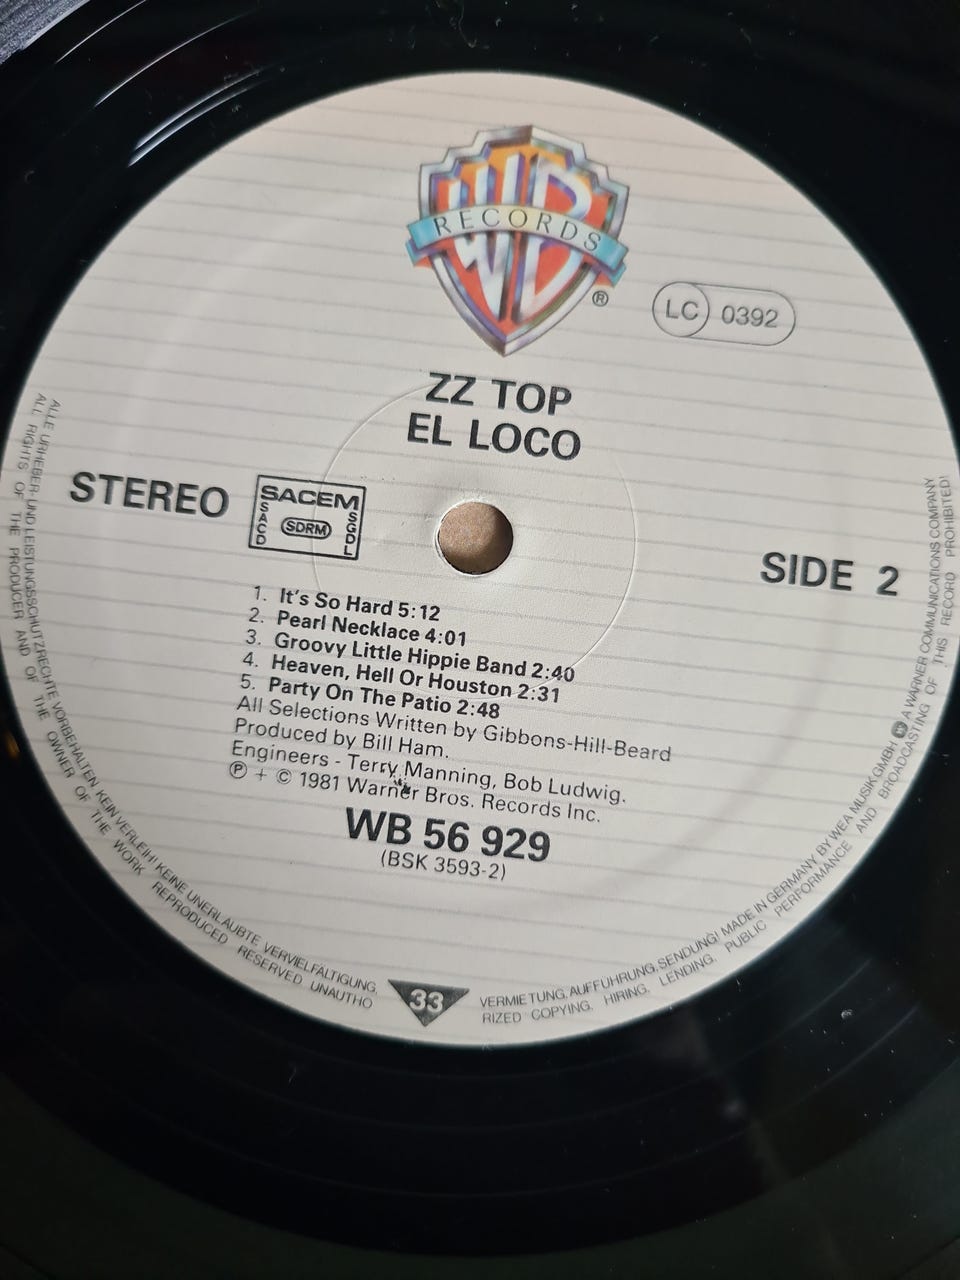 WB
RECORDS
®
LC 0392
ZZ TOP
EL LOCO
STEREO
SACEM
SACD
SDRM
SGDL
SIDE 2
1. It's So Hard 5:12
2. Pearl Necklace 4:01
3. Groovy Little Hippie Band 2:40
4. Heaven, Hell Or Houston 2:31
5. Party On The Patio 2:48
All Selections Written by Gibbons-Hill-Beard
Produced by Bill Ham.
Engineers - Terry Manning, Bob Ludwig.
℗ + © 1981 Warner Bros. Records Inc.
WB 56 929
(BSK 3593-2)
33
ALLE URHEBER- UND LEISTUNGSSCHUTZRECHTE VORBEHALTEN KEIN VERLEIH! KEINE UNERLAUBTE VERVIELFÄLTIGUNG, VERMIETUNG, AUFFÜHRUNG, SENDUNG! MADE IN GERMANY BY WEA MUSIK GMBH A WARNER COMMUNICATIONS COMPANY
ALL RIGHTS OF THE PRODUCER AND OF THE OWNER OF THE WORK REPRODUCED RESERVED UNAUTHORIZED COPYING, HIRING, LENDING, PUBLIC PERFORMANCE AND BROADCASTING OF THIS RECORD PROHIBITED!